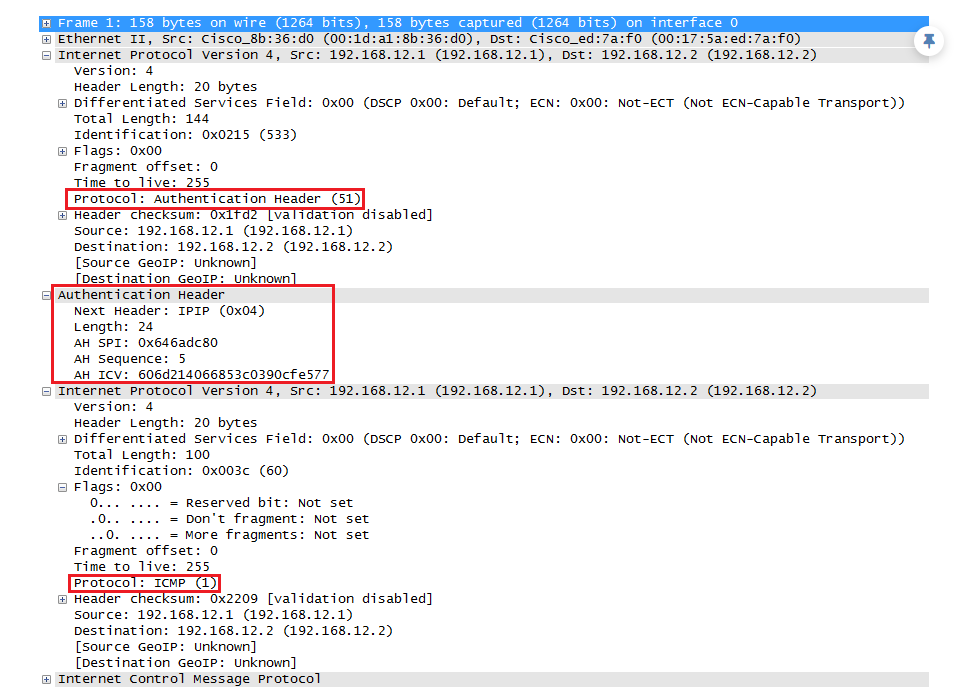 Frame 1: 158 bytes on wire (1264 bits), 158 bytes captured (1264 bits) on interface 0
Ethernet II, Src: Cisco_8b:36:d0 (00:1d:a1:8b:36:d0), Dst: Cisco_ed:7a:f0 (00:17:5a:ed:7a:f0)
Internet Protocol Version 4, Src: 192.168.12.1 (192.168.12.1), Dst: 192.168.12.2 (192.168.12.2)
Version: 4
Header Length: 20 bytes
Differentiated Services Field: 0x00 (DSCP 0x00: Default; ECN: 0x00: Not-ECT (Not ECN-Capable Transport))
Total Length: 144
Identification: 0x0215 (533)
Flags: 0x00
Fragment offset: 0
Time to live: 255
Protocol: Authentication Header (51)
Header checksum: 0x1fd2 [validation disabled]
Source: 192.168.12.1 (192.168.12.1)
Destination: 192.168.12.2 (192.168.12.2)
[Source GeoIP: Unknown]
[Destination GeoIP: Unknown]
Authentication Header
Next Header: IPIP (0x04)
Length: 24
AH SPI: 0x646adc80
AH Sequence: 5
AH ICV: 606d214066853c0390cfe577
Internet Protocol Version 4, Src: 192.168.12.1 (192.168.12.1), Dst: 192.168.12.2 (192.168.12.2)
Version: 4
Header Length: 20 bytes
Differentiated Services Field: 0x00 (DSCP 0x00: Default; ECN: 0x00: Not-ECT (Not ECN-Capable Transport))
Total Length: 100
Identification: 0x003c (60)
Flags: 0x00
0... .... = Reserved bit: Not set
.0.. .... = Don't fragment: Not set
..0. .... = More fragments: Not set
Fragment offset: 0
Time to live: 255
Protocol: ICMP (1)
Header checksum: 0x2209 [validation disabled]
Source: 192.168.12.1 (192.168.12.1)
Destination: 192.168.12.2 (192.168.12.2)
[Source GeoIP: Unknown]
[Destination GeoIP: Unknown]
Internet Control Message Protocol